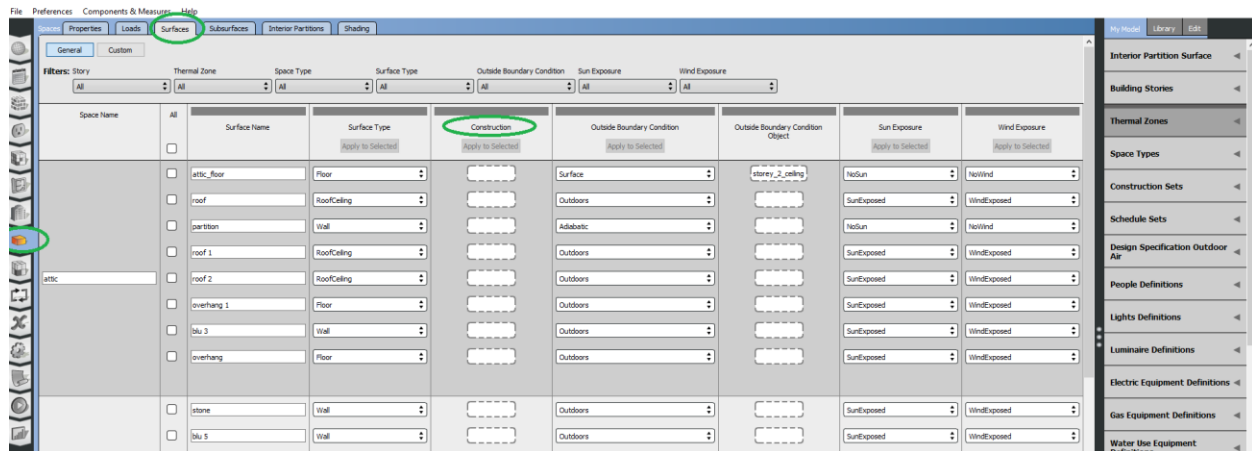 File Preferences Components & Measures Help
Spaces Properties Loads Surfaces Subsurfaces Interior Partitions Shading
My Model Library Edit
General Custom
Filters: Story Thermal Zone Space Type Surface Type Outside Boundary Condition Sun Exposure Wind Exposure
All All All All All All All
Space Name All Surface Name Surface Type Construction Outside Boundary Condition Outside Boundary Condition Object Sun Exposure Wind Exposure
Apply to Selected Apply to Selected Apply to Selected Apply to Selected Apply to Selected
attic_floor Floor Surface storey_2_ceiling NoSun NoWind
roof RoofCeiling Outdoors SunExposed WindExposed
partition Wall Adiabatic NoSun NoWind
roof 1 RoofCeiling Outdoors SunExposed WindExposed
attic roof 2 RoofCeiling Outdoors SunExposed WindExposed
overhang 1 Floor Outdoors SunExposed WindExposed
blu 3 Wall Outdoors SunExposed WindExposed
overhang Floor Outdoors SunExposed WindExposed
stone Wall Outdoors SunExposed WindExposed
blu 5 Wall Outdoors SunExposed WindExposed
Interior Partition Surface
Building Stories
Thermal Zones
Space Types
Construction Sets
Schedule Sets
Design Specification Outdoor
Air
People Definitions
Lights Definitions
Luminaire Definitions
Electric Equipment Definitions
Gas Equipment Definitions
Water Use Equipment